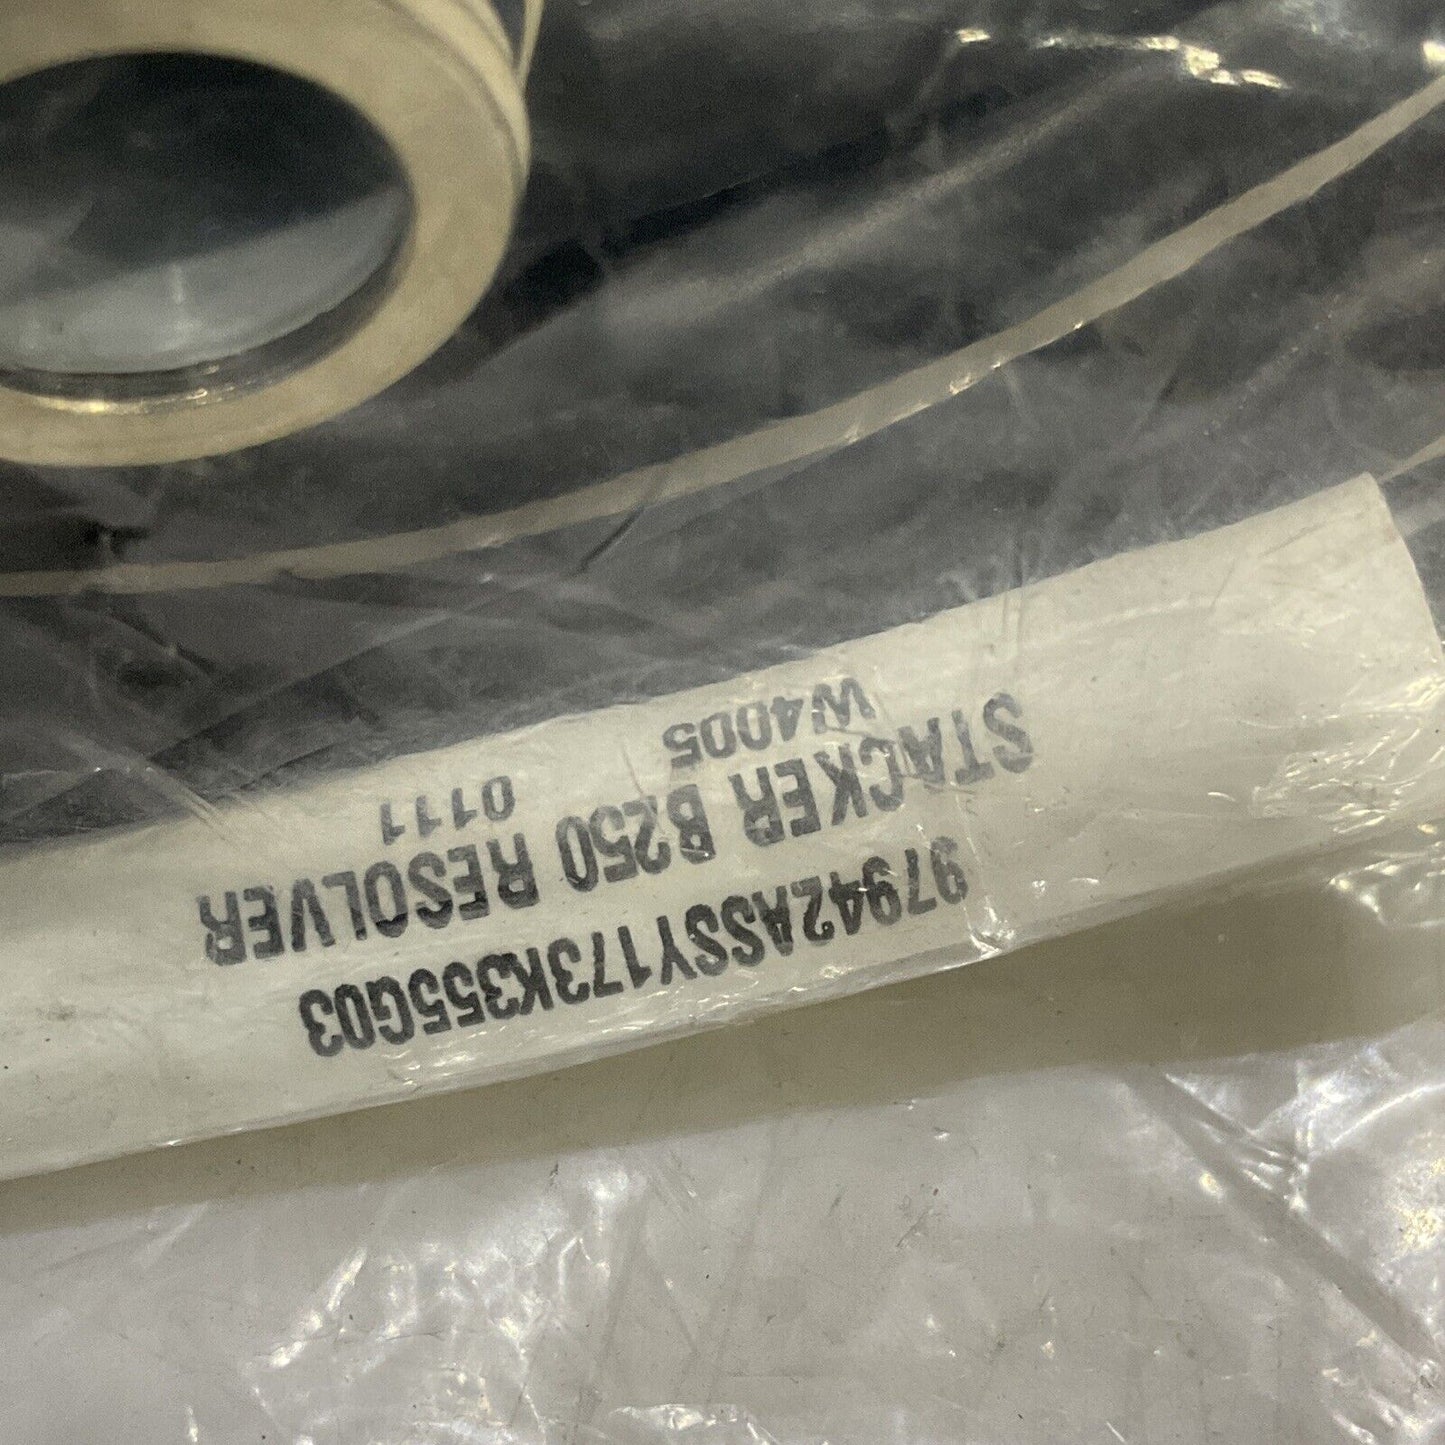 97942ASSY173K355G03
STACKER B250 RESOLVER
W4005 0111